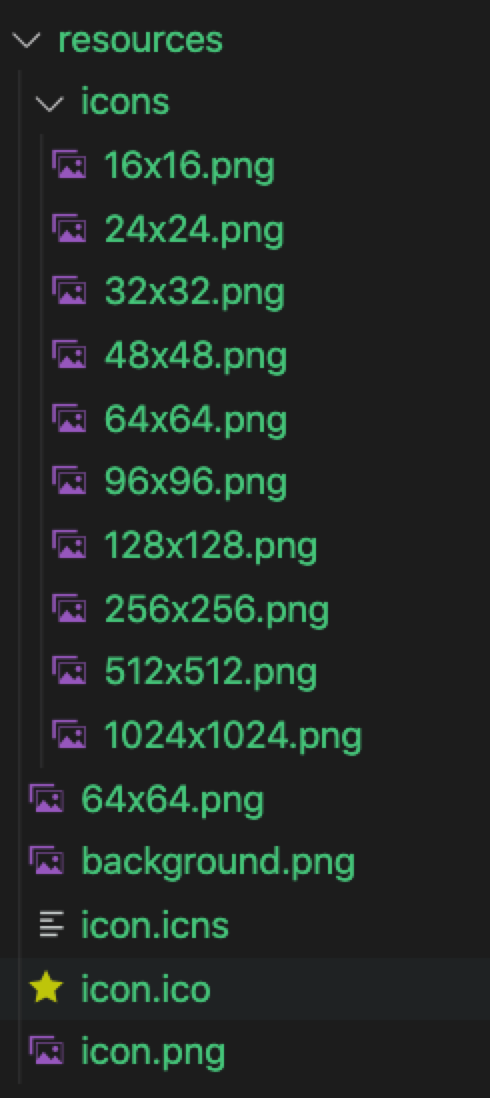 resources
icons
16x16.png
24x24.png
32x32.png
48x48.png
64x64.png
96x96.png
128x128.png
256x256.png
512x512.png
1024x1024.png
64x64.png
background.png
icon.icns
icon.ico
icon.png